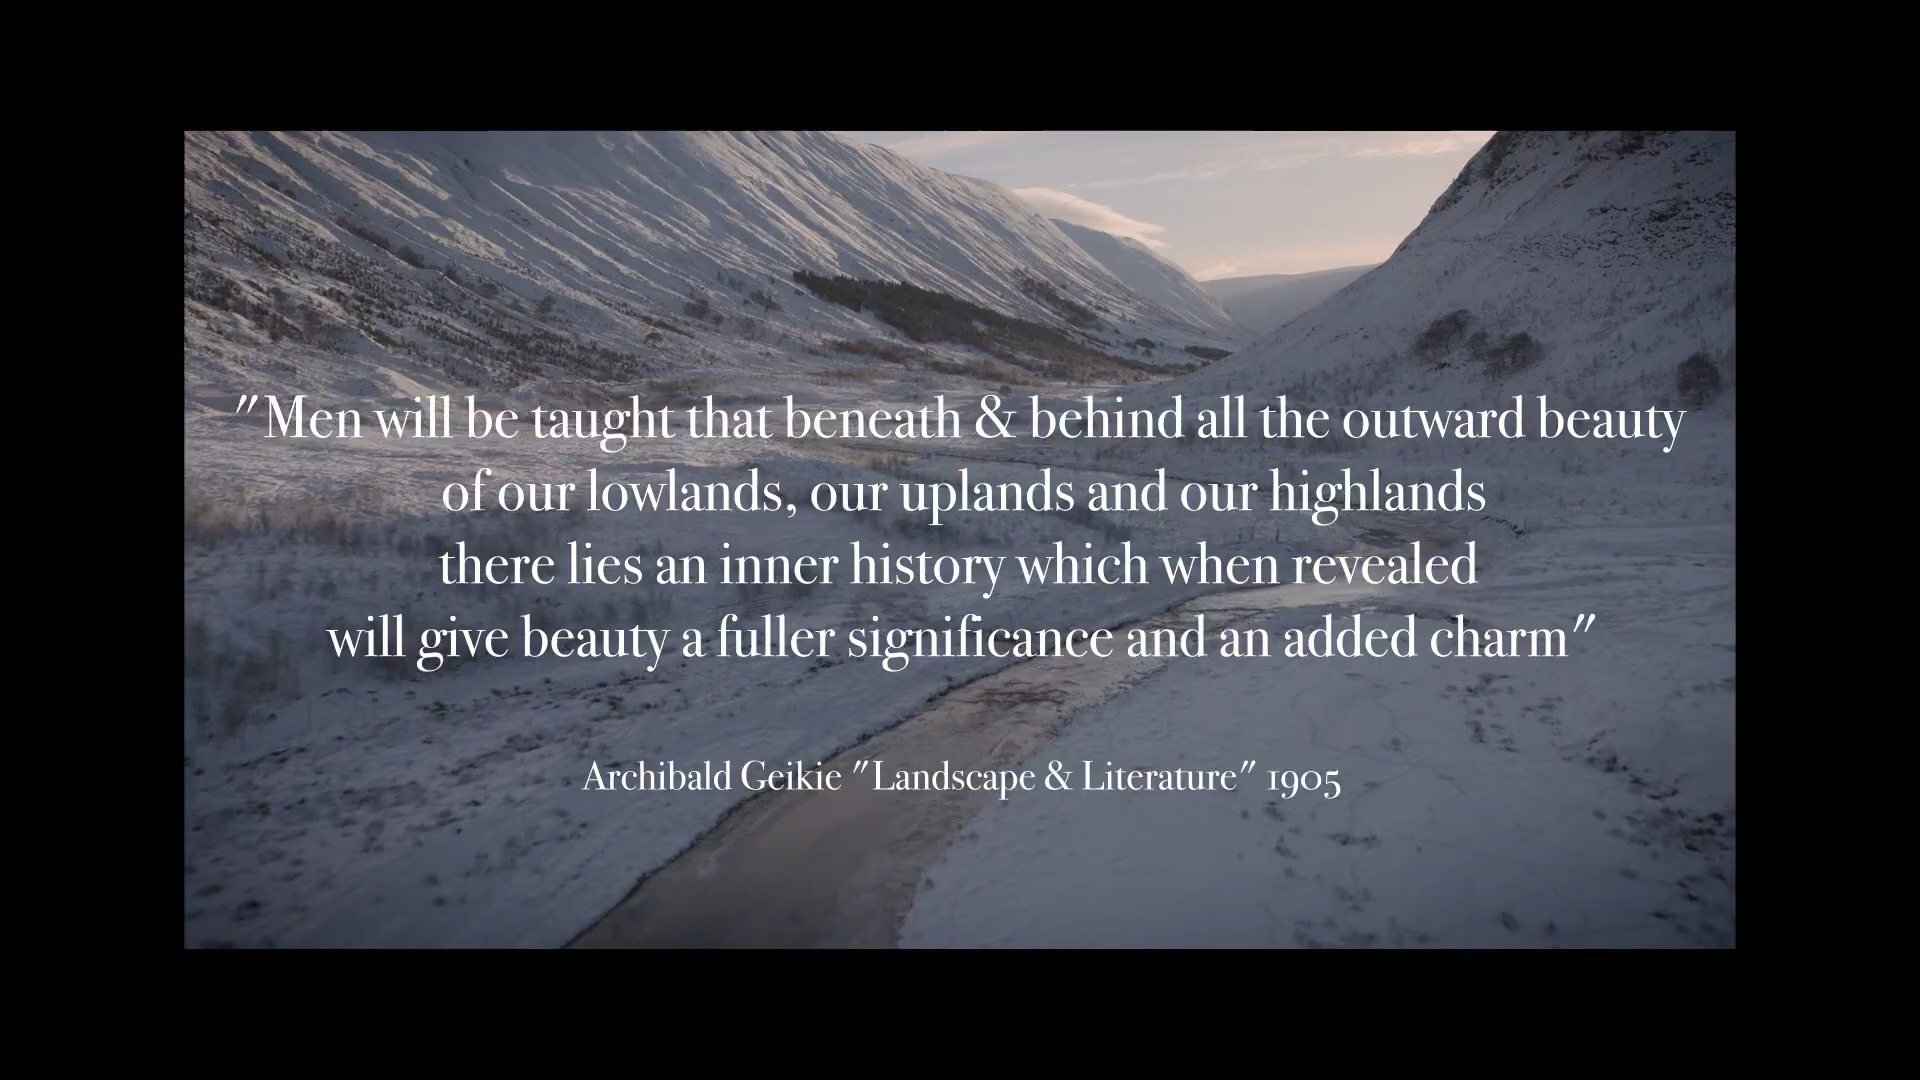 "Men will be taught that beneath & behind all the outward beauty
of our lowlands, our uplands and our highlands
there lies an inner history which when revealed
will give beauty a fuller significance and an added charm"
Archibald Geikie "Landscape & Literature" 1905